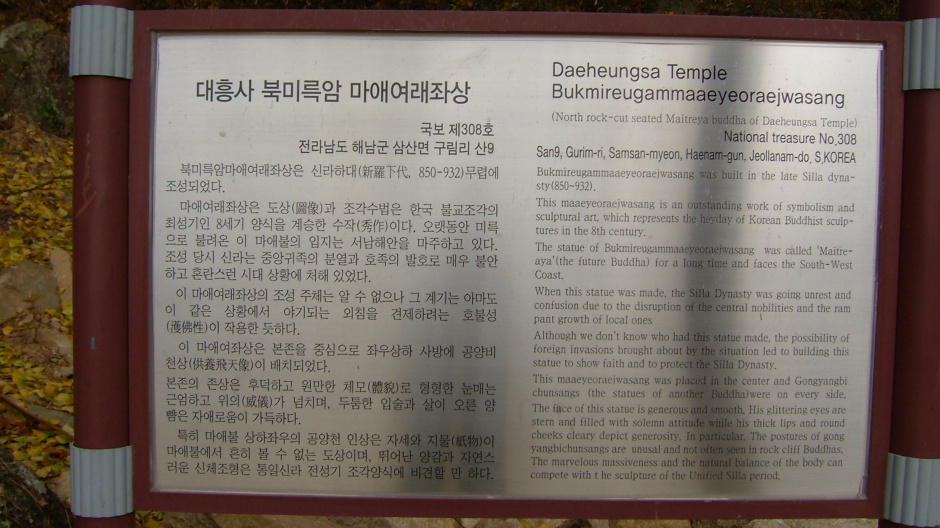 대흥사 북미륵암 마애여래좌상
국보 제308호
전라남도 해남군 삼산면 구림리 산9
북미륵암마애여래좌상은 신라하대(新羅下代, 850-932)무렵에
조성되었다.
마애여래좌상은 도상(圖像)과 조각수법은 한국 불교조각의
최성기인 8세기 양식을 계승한 수작(秀作)이다. 오랫동안 미륵
으로 불려온 이 마애불의 입지는 서남해안을 마주하고 있다.
조성 당시 신라는 중앙귀족의 분열과 호족의 발호로 매우 불안
하고 혼란스런 시대 상황에 처해 있었다.
이 마애여래좌상의 조성 주체는 알 수 없으나 그 계기는 아마도
이 같은 상황에서 야기되는 외침을 견제하려는 호불성
(護佛性)이 작용한 듯하다.
이 마애여좌상은 본존을 중심으로 좌우상하 사방에 공양비
천상(供養飛天像)이 배치되었다.
본존의 존상은 후덕하고 원만한 체모(體貌)로 형형한 눈매는
근엄하고 위의(威儀)가 넘치며, 두툼한 입술과 살이 오른 양
뺨은 자애로움이 가득하다.
특히 마애불 상하좌우의 공양천 인상은 자세와 지물(紙物)이
마애불에서 흔히 볼 수 없는 도상이며, 뛰어난 양감과 자연스
러운 신체조형은 통일신라 전성기 조각양식에 비견할 만 하다.
Daeheungsa Temple
Bukmireugammaaeyeoraejwasang
(North rock-cut seated Maitreya buddha of Daeheungsa Temple)
National treasure No.308
San9, Gurim-ri, Samsan-myeon, Haenam-gun, Jeollanam-do, S,KOREA
Bukmireugammaaeyeoraejwasang was built in the late Silla dyna-
sty(850-932).
This maaeyeoraejwasang is an outstanding work of symbolism and
sculptural art, which represents the heyday of Korean Buddhist sculp-
tures in the 8th century.
The statue of Bukmireugammaaeyeoraejwasang was called 'Maitre-
aya'(the future Buddha) for a long time and faces the South-West
Coast.
When this statue was made, the Silla Dynasty was going unrest and
confusion due to the disruption of the central nobilities and the ram
pant growth of local ones
Although we don't know who had this statue made, the possibility of
foreign invasions brought about by the situation led to building this
statue to show faith and to protect the Silla Dynasty.
This maaeyeoraejwasang was placed in the center and Gongyangbi
chunsangs (the statues of another Buddha)were on every side.
The face of this statue is generous and smooth. His glittering eyes are
stern and filled with solemn attitude while his thick lips and round
cheeks cleary depict generosity. In particular, The postures of gong
yangbichunsangs are unusal and not often seen in rock cliff Buddhas.
The marvelous massiveness and the natural balance of the body can
compete with t he sculpture of the Unified Silla period.